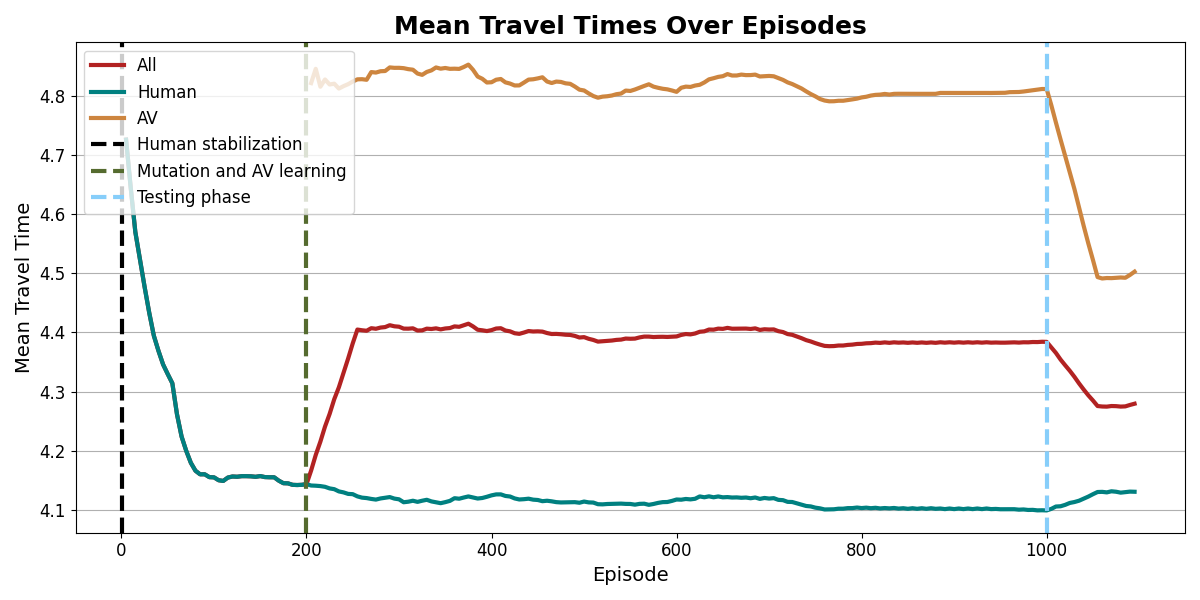 Mean Travel Times Over Episodes
All
Human
AV
Human stabilization
Mutation and AV learning
Testing phase
Mean Travel Time
4.8
4.7
4.6
4.5
4.4
4.3
4.2
4.1
0
200
400
600
800
1000
Episode